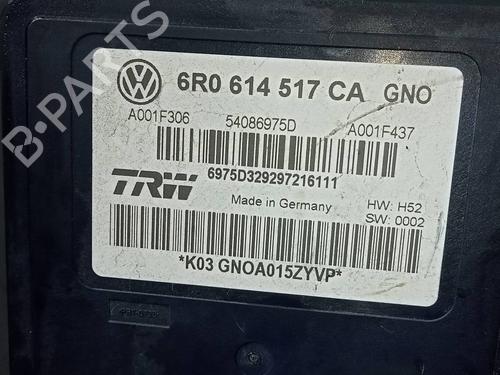 B-PARTS
6R0 614 517 CA GNO
A001F306 54086975D A001F437
TRW 6975D329297216111
Made in Germany
HW: H52
SW: 0002
*K03 GNOA015ZYVP*